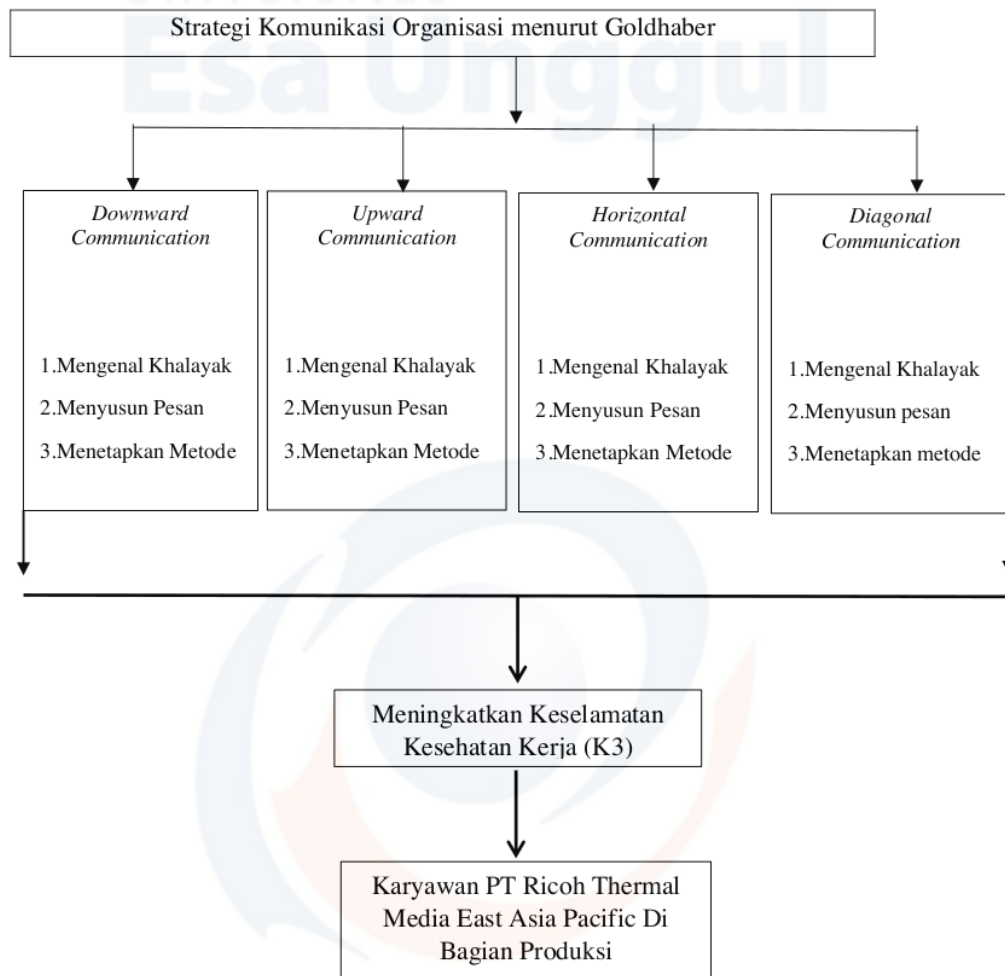 Universitas
Esa Unggul
Strategi Komunikasi Organisasi menurut Goldhaber
Downward
Communication
1.Mengenal Khalayak
2.Menyusun Pesan
3.Menetapkan Metode
Upward
Communication
1.Mengenal Khalayak
2.Menyusun Pesan
3.Menetapkan Metode
Horizontal
Communication
1.Mengenal Khalayak
2.Menyusun Pesan
3.Menetapkan Metode
Diagonal
Communication
1.Mengenal Khalayak
2.Menyusun pesan
3.Menetapkan metode
Meningkatkan Keselamatan
Kesehatan Kerja (K3)
Karyawan PT Ricoh Thermal
Media East Asia Pacific Di
Bagian Produksi